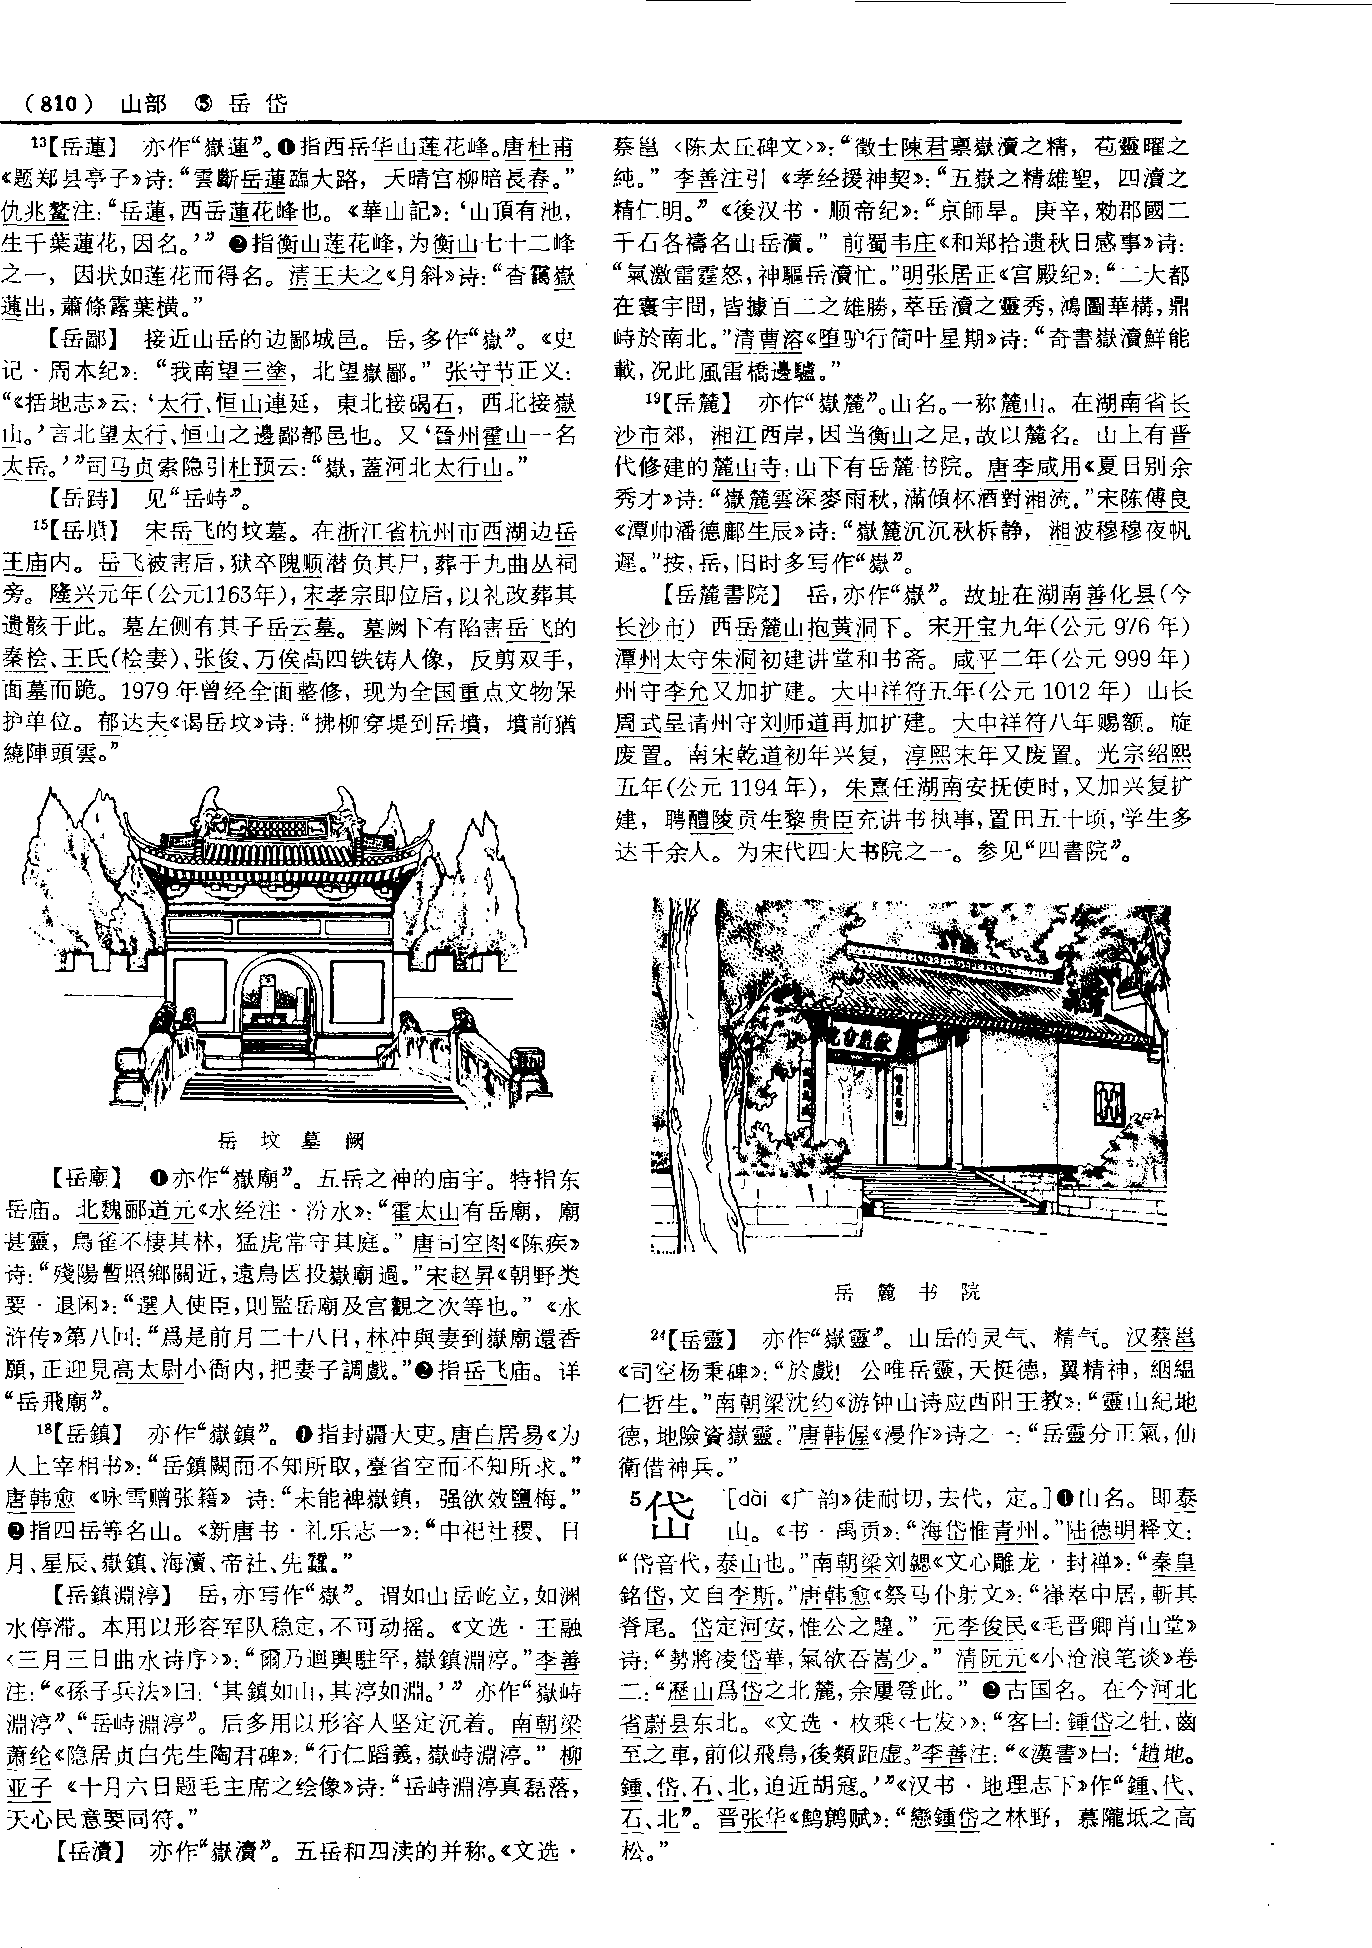 (810) 山部 ⑤ 岳 岱
¹³【岳蓮】 亦作“嶽蓮”。❶指西岳华山莲花峰。唐杜甫
《题郑县亭子》诗：“雲斷岳蓮臨大路，天晴宫柳暗長春。”
仇兆鳌注：“岳蓮，西岳蓮花峰也。《華山記》：‘山頂有池，
生千葉蓮花，因名。’” ❷指衡山莲花峰，为衡山七十二峰
之一，因状如莲花而得名。清王夫之《月斜》诗：“杳靄嶽
蓮出，蕭條露葉横。”
【岳鄙】 接近山岳的边鄙城邑。岳，多作“嶽”。《史
记·周本纪》：“我南望三塗，北望嶽鄙。”张守节正义：
“《括地志》云：‘太行、恒山連延，東北接碣石，西北接嶽
山。’言北望太行、恒山之邊鄙都邑也。又‘晉州霍山一名
太岳。’”司马贞索隐引杜预云：“嶽，蓋河北太行山。”
【岳跱】 见“岳峙”。
¹⁵【岳墳】 宋岳飞的坟墓。在浙江省杭州市西湖边岳
王庙内。岳飞被害后，狱卒隗顺潜负其尸，葬于九曲丛祠
旁。隆兴元年(公元1163年)，宋孝宗即位后，以礼改葬其
遗骸于此。墓左侧有其子岳云墓。墓阙下有陷害岳飞的
秦桧、王氏(桧妻)、张俊、万俟卨四铁铸人像，反剪双手，
面墓而跪。1979年曾经全面整修，现为全国重点文物保
护单位。郁达夫《谒岳坟》诗：“拂柳穿堤到岳墳，墳前猶
繞陣頭雲。”
岳 坟 墓 阙
【岳廟】 ❶亦作“嶽廟”。五岳之神的庙宇。特指东
岳庙。北魏郦道元《水经注·汾水》：“霍太山有岳廟，廟
甚靈，鳥雀不棲其林，猛虎常守其庭。”唐司空图《陈疾》
诗：“殘陽暫照鄉關近，遠鳥因投嶽廟過。”宋赵昇《朝野类
要·退闲》：“選人使臣，則監岳廟及宫觀之次等也。”《水
浒传》第八回：“爲是前月二十八日，林冲與妻到嶽廟還香
願，正迎見高太尉小衙内，把妻子調戲。”❷指岳飞庙。详
“岳飛廟”。
¹⁸【岳鎮】 亦作“嶽鎮”。❶指封疆大吏。唐白居易《为
人上宰相书》：“岳鎮闕而不知所取，臺省空而不知所求。”
唐韩愈《咏雪赠张籍》诗：“未能裨嶽鎮，强欲效鹽梅。”
❷指四岳等名山。《新唐书·礼乐志一》：“中祀社稷、日
月、星辰、嶽鎮、海瀆、帝社、先蠶。”
【岳鎮淵渟】 岳，亦写作“嶽”。谓如山岳屹立，如渊
水停滞。本用以形容军队稳定，不可动摇。《文选·王融
〈三月三日曲水诗序〉》：“爾乃迴輿駐罕，嶽鎮淵渟。”李善
注：“《孫子兵法》曰：‘其鎮如山，其渟如淵。’”亦作“嶽峙
淵渟”、“岳峙淵渟”。后多用以形容人坚定沉着。南朝梁
萧纶《隐居贞白先生陶君碑》：“行仁蹈義，嶽峙淵渟。”柳
亚子《十月六日题毛主席之绘像》诗：“岳峙淵渟真磊落，
天心民意要同符。”
【岳瀆】 亦作“嶽瀆”。五岳和四渎的并称。《文选·
蔡邕〈陈太丘碑文〉》：“徵士陳君禀嶽瀆之精，苞靈曜之
純。”李善注引《孝经援神契》：“五嶽之精雄聖，四瀆之
精仁明。”《後汉书·顺帝纪》：“京師旱。庚辛，勑郡國二
千石各禱名山岳瀆。”前蜀韦庄《和郑拾遗秋日感事》诗：
“氣激雷霆怒，神驅岳瀆忙。”明张居正《宫殿纪》：“二大都
在寰宇間，皆據百二之雄勝，萃岳瀆之靈秀，鴻圖華構，鼎
峙於南北。”清曹溶《堕驴行简叶星期》诗：“奇書嶽瀆鮮能
載，况此風雷橋邊驢。”
¹⁹【岳麓】 亦作“嶽麓”。山名。一称麓山。在湖南省长
沙市郊，湘江西岸，因当衡山之足，故以麓名。山上有晋
代修建的麓山寺；山下有岳麓书院。唐李咸用《夏日别余
秀才》诗：“嶽麓雲深麥雨秋，滿傾杯酒對湘流。”宋陈傅良
《潭帅潘德鄜生辰》诗：“嶽麓沉沉秋柝静，湘波穆穆夜帆
遲。”按，岳，旧时多写作“嶽”。
【岳麓書院】 岳，亦作“嶽”。故址在湖南善化县(今
长沙市)西岳麓山抱黄洞下。宋开宝九年(公元976年)
潭州太守朱洞初建讲堂和书斋。咸平二年(公元999年)
州守李允又加扩建。大中祥符五年(公元1012年)山长
周式呈请州守刘师道再加扩建。大中祥符八年赐额。旋
废置。南宋乾道初年兴复，淳熙末年又废置。光宗绍熙
五年(公元1194年)，朱熹任湖南安抚使时，又加兴复扩
建，聘醴陵贡生黎贵臣充讲书执事，置田五十顷，学生多
达千余人。为宋代四大书院之一。参见“四書院”。
岳 麓 书 院
²⁴【岳靈】 亦作“嶽靈”。山岳的灵气、精气。汉蔡邕
《司空杨秉碑》：“於戲！公唯岳靈，天挺德，翼精神，絪緼
仁哲生。”南朝梁沈约《游钟山诗应西阳王教》：“靈山紀地
德，地險資嶽靈。”唐韩偓《漫作》诗之一：“岳靈分正氣，仙
衛借神兵。”
⁵岱 [dài《广韵》徒耐切，去代，定。]❶山名。即泰
山。《书·禹贡》：“海岱惟青州。”陆德明释文：
“岱音代，泰山也。”南朝梁刘勰《文心雕龙·封禅》：“秦皇
銘岱，文自李斯。”唐韩愈《祭马仆射文》：“嵂崒中居，斬其
脊尾。岱定河安，惟公之韙。”元李俊民《毛晋卿肖山堂》
诗：“勢將凌岱華，氣欲吞嵩少。”清阮元《小沧浪笔谈》卷
二：“歷山爲岱之北麓，余屢登此。”❷古国名。在今河北
省蔚县东北。《文选·枚乘〈七发〉》：“客曰：鍾岱之牡，齒
至之車，前似飛鳥，後類距虚。”李善注：“《漢書》曰：‘趙地。
鍾、岱、石、北，迫近胡寇。’”《汉书·地理志下》作“鍾、代、
石、北”。晋张华《鹪鹩赋》：“戀鍾岱之林野，慕隴坻之高
松。”